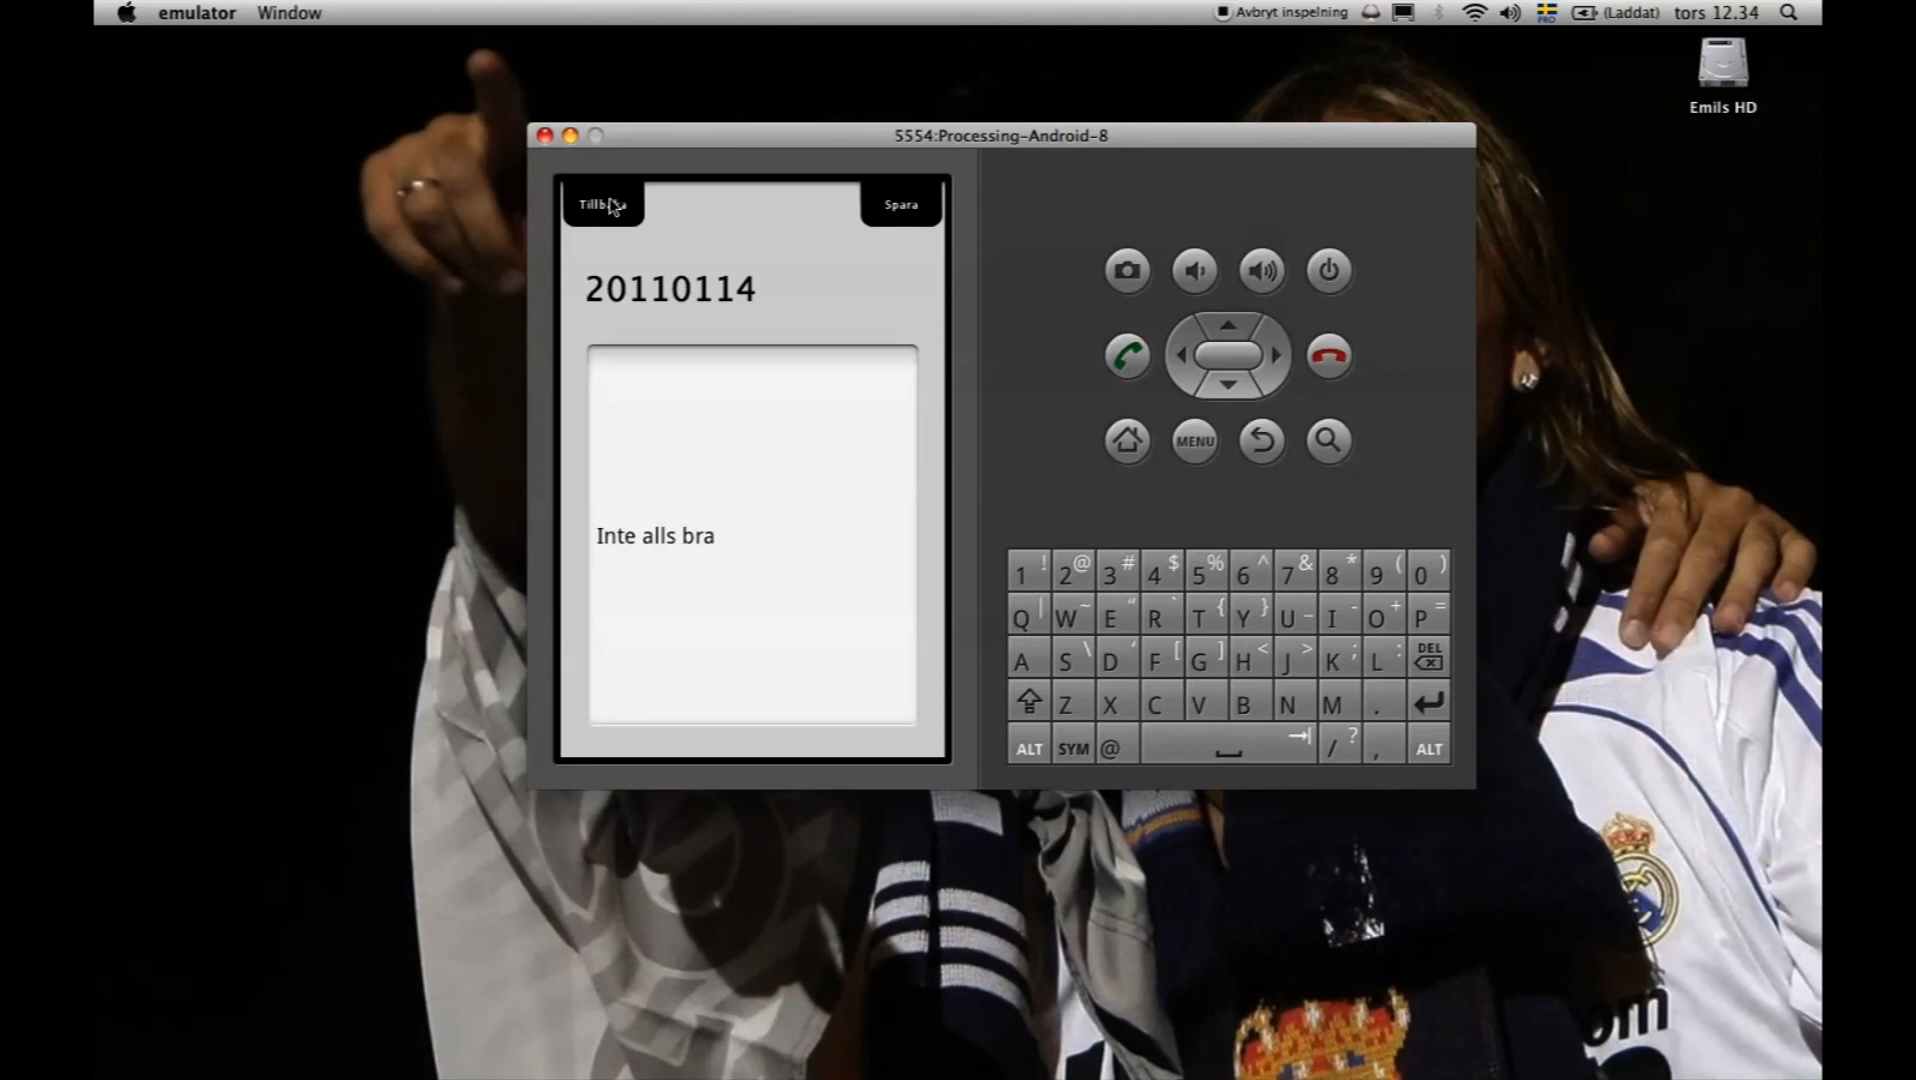 emulator Window Avbryt inspelning PRO (Laddat) tors 12.34
Emils HD
5554:Processing-Android-8
Spara
20110114
Inte alls bra
MENU
1 ! 2 @ 3 # 4 $ 5 % 6 ^ 7 & 8 * 9 ( 0 )
Q | W ~ E " R ` T { Y } U _ I - O + P =
A S \ D ' F [ G ] H < J > K ; L : DEL
Z X C V B N M .
ALT SYM @ / ? , ALT